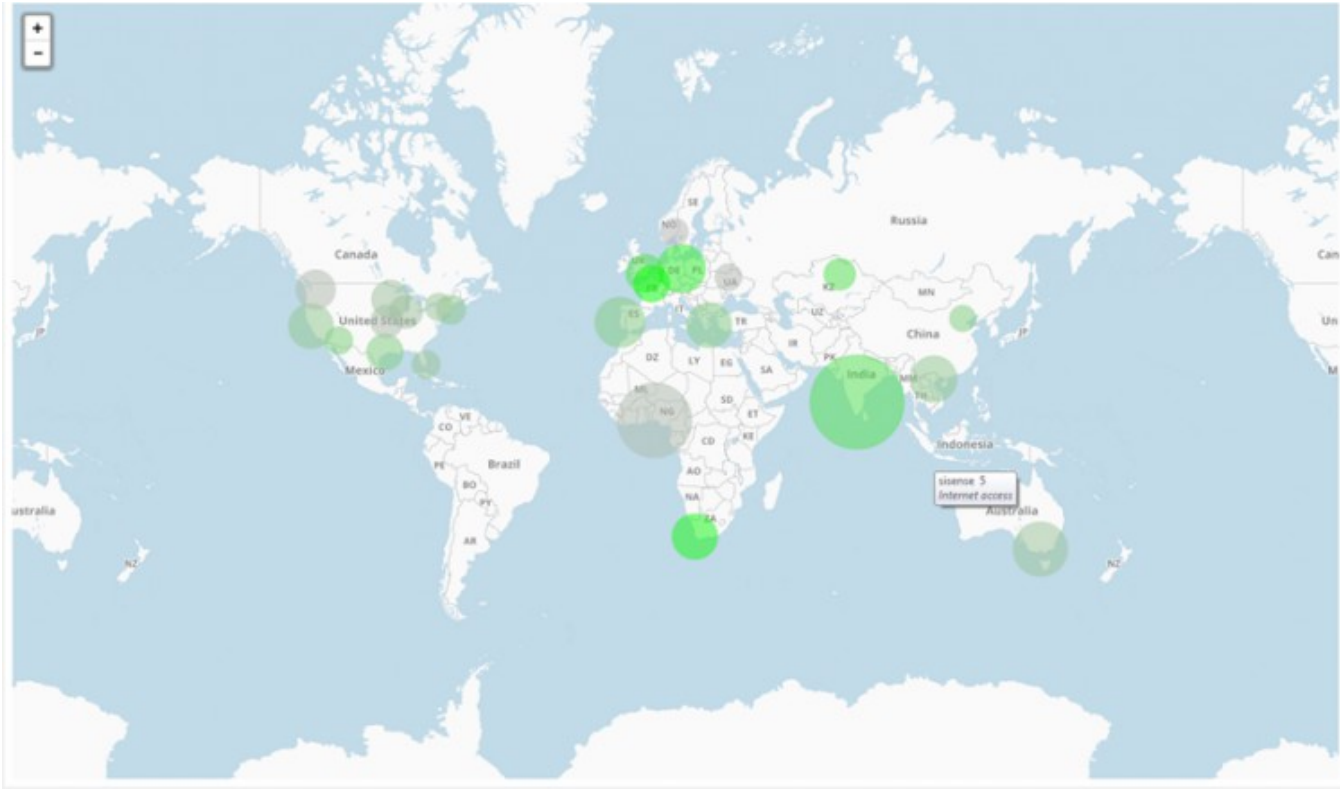 +
-
SE
NO
Russia
Canada
Can
UK
DE
PL
FR
UA
KZ
MN
ES
IT
United States
TR
UZ
China
JP
JP
Un
IR
DZ
LY
EG
PK
SA
Mexico
India
MM
M
ML
TH
NG
SD
ET
VE
CO
CD
KE
Indonesia
PE
Brazil
AO
BO
sisense 5
Internet access
NA
PY
ustralia
Australia
ZA
AR
NZ
NZ